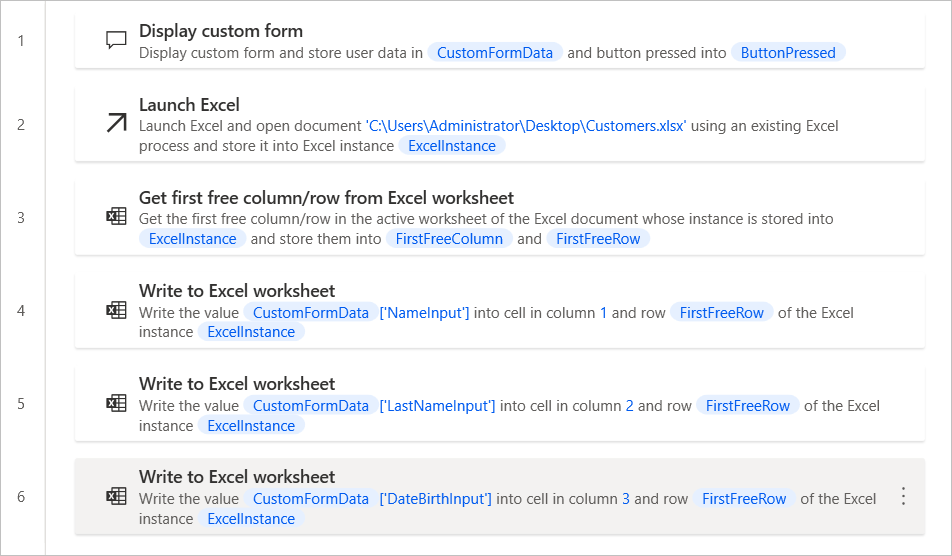 1
Display custom form
Display custom form and store user data in CustomFormData and button pressed into ButtonPressed
2
Launch Excel
Launch Excel and open document 'C:\Users\Administrator\Desktop\Customers.xlsx' using an existing Excel
process and store it into Excel instance ExcelInstance
3
Get first free column/row from Excel worksheet
Get the first free column/row in the active worksheet of the Excel document whose instance is stored into
ExcelInstance and store them into FirstFreeColumn and FirstFreeRow
4
Write to Excel worksheet
Write the value CustomFormData ['NameInput'] into cell in column 1 and row FirstFreeRow of the Excel
instance ExcelInstance
5
Write to Excel worksheet
Write the value CustomFormData ['LastNameInput'] into cell in column 2 and row FirstFreeRow of the Excel
instance ExcelInstance
6
Write to Excel worksheet
Write the value CustomFormData ['DateBirthInput'] into cell in column 3 and row FirstFreeRow of the Excel
instance ExcelInstance